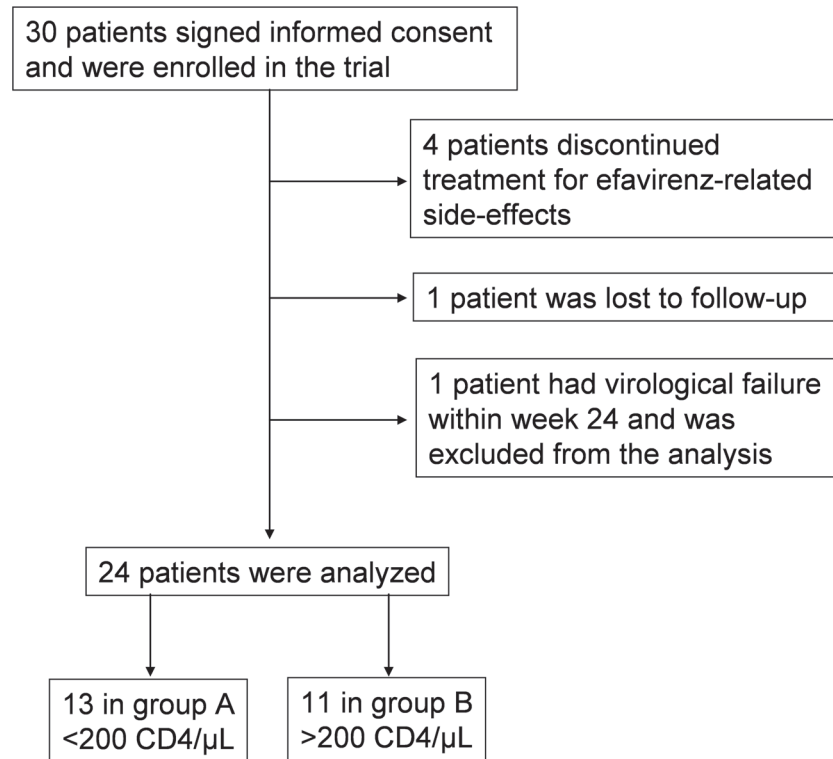 30 patients signed informed consent
and were enrolled in the trial
4 patients discontinued
treatment for efavirenz-related
side-effects
1 patient was lost to follow-up
1 patient had virological failure
within week 24 and was
excluded from the analysis
24 patients were analyzed
13 in group A
<200 CD4/µL
11 in group B
>200 CD4/µL